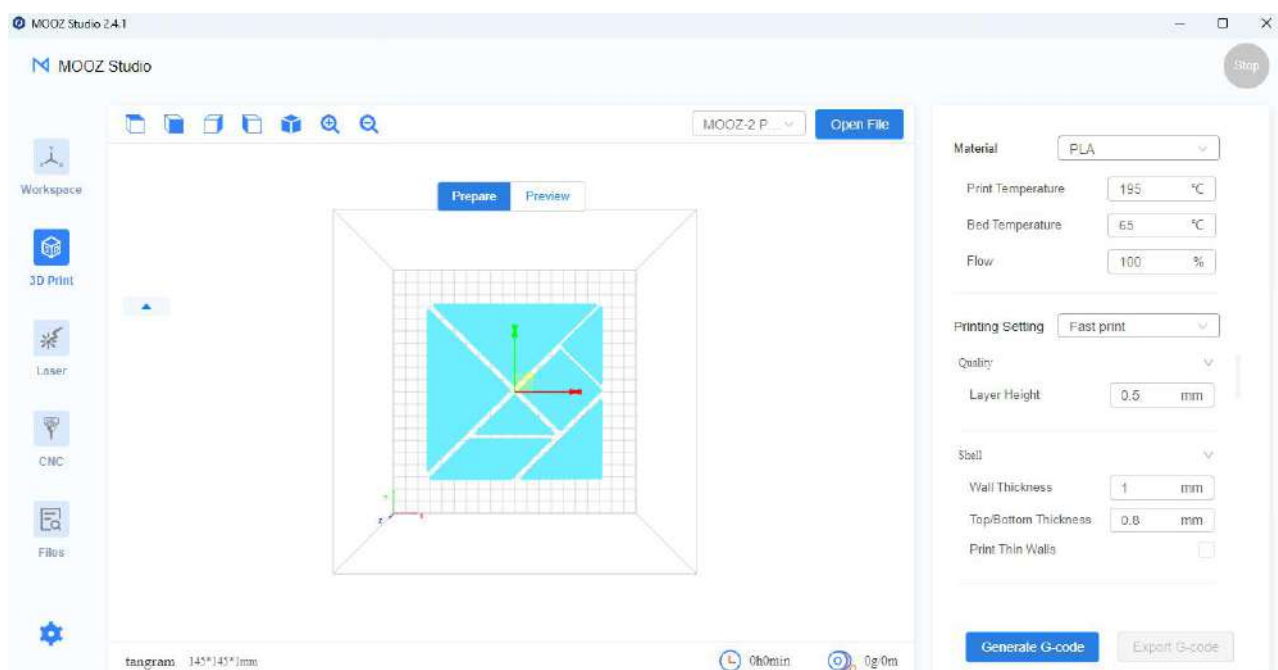 MOOZ Studio 2.4.1
MOOZ Studio
Stop
MOOZ-2 P...
Open File
Workspace
3D Print
Laser
CNC
Files
Prepare
Preview
tangram 145*145*1mm
0h0min
0g/0m
Material PLA
Print Temperature 195 °C
Bed Temperature 65 °C
Flow 100 %
Printing Setting Fast print
Quality
Layer Height 0.5 mm
Shell
Wall Thickness 1 mm
Top/Bottom Thickness 0.8 mm
Print Thin Walls
Generate G-code
Export G-code